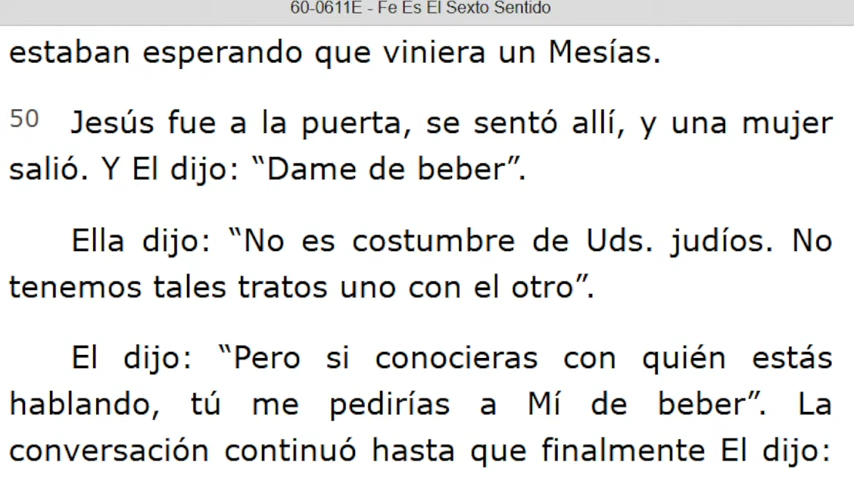 60-0611E - Fe Es El Sexto Sentido
estaban esperando que viniera un Mesías.
50 Jesús fue a la puerta, se sentó allí, y una mujer
salió. Y El dijo: “Dame de beber”.
Ella dijo: “No es costumbre de Uds. judíos. No
tenemos tales tratos uno con el otro”.
El dijo: “Pero si conocieras con quién estás
hablando, tú me pedirías a Mí de beber”. La
conversación continuó hasta que finalmente El dijo: